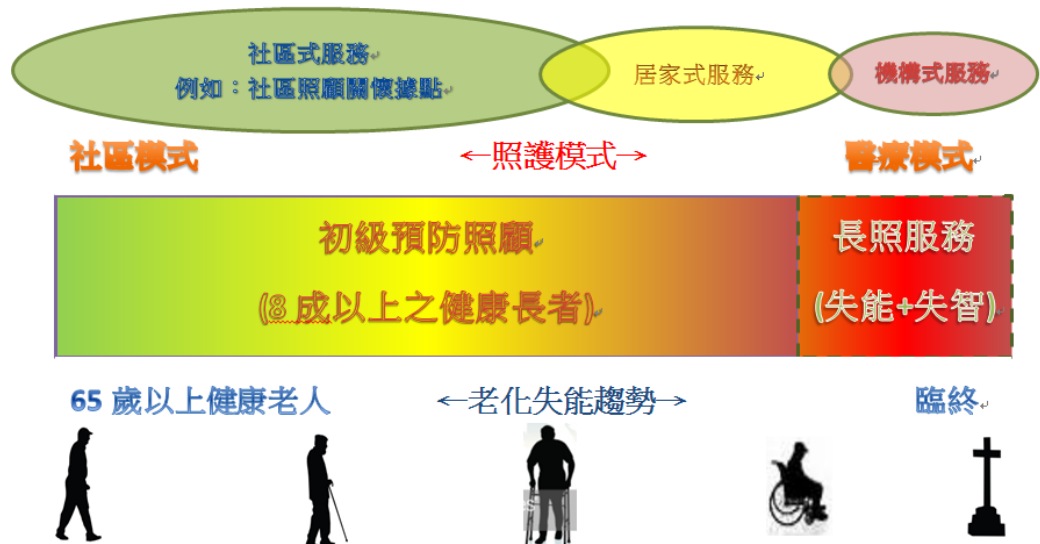 社區式服務
例如：社區照顧關懷據點
居家式服務
機構式服務
社區模式
←照護模式→
醫療模式
初級預防照顧
(8成以上之健康長者)
長照服務
(失能+失智)
65 歲以上健康老人
←老化失能趨勢→
臨終